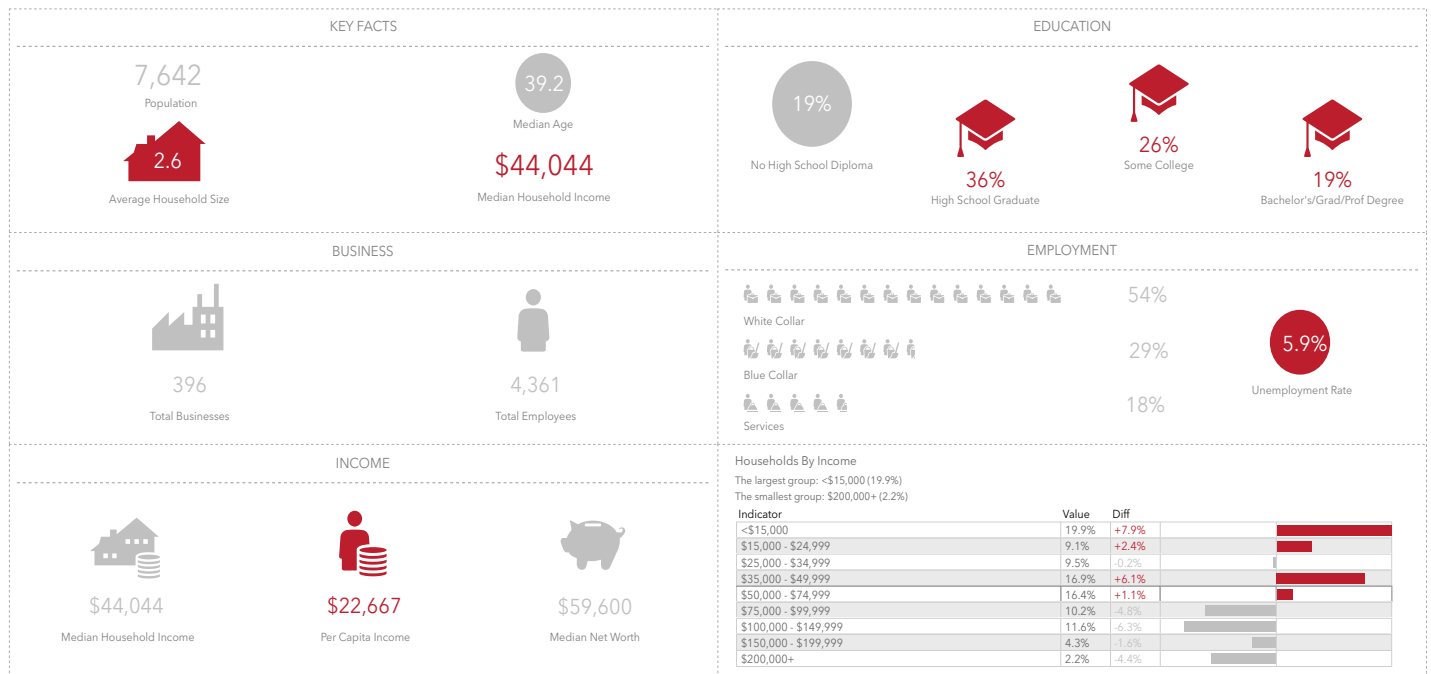 KEY FACTS
7,642
Population
39.2
Median Age
2.6
Average Household Size
$44,044
Median Household Income
EDUCATION
19%
No High School Diploma
36%
High School Graduate
26%
Some College
19%
Bachelor's/Grad/Prof Degree
BUSINESS
396
Total Businesses
4,361
Total Employees
EMPLOYMENT
54%
White Collar
29%
Blue Collar
18%
Services
5.9%
Unemployment Rate
INCOME
$44,044
Median Household Income
$22,667
Per Capita Income
$59,600
Median Net Worth
Households By Income
The largest group: <$15,000 (19.9%)
The smallest group: $200,000+ (2.2%)
Indicator Value Diff
<$15,000 19.9% +7.9%
$15,000 - $24,999 9.1% +2.4%
$25,000 - $34,999 9.5% -0.2%
$35,000 - $49,999 16.9% +6.1%
$50,000 - $74,999 16.4% +1.1%
$75,000 - $99,999 10.2% -4.8%
$100,000 - $149,999 11.6% -6.3%
$150,000 - $199,999 4.3% -1.6%
$200,000+ 2.2% -4.4%